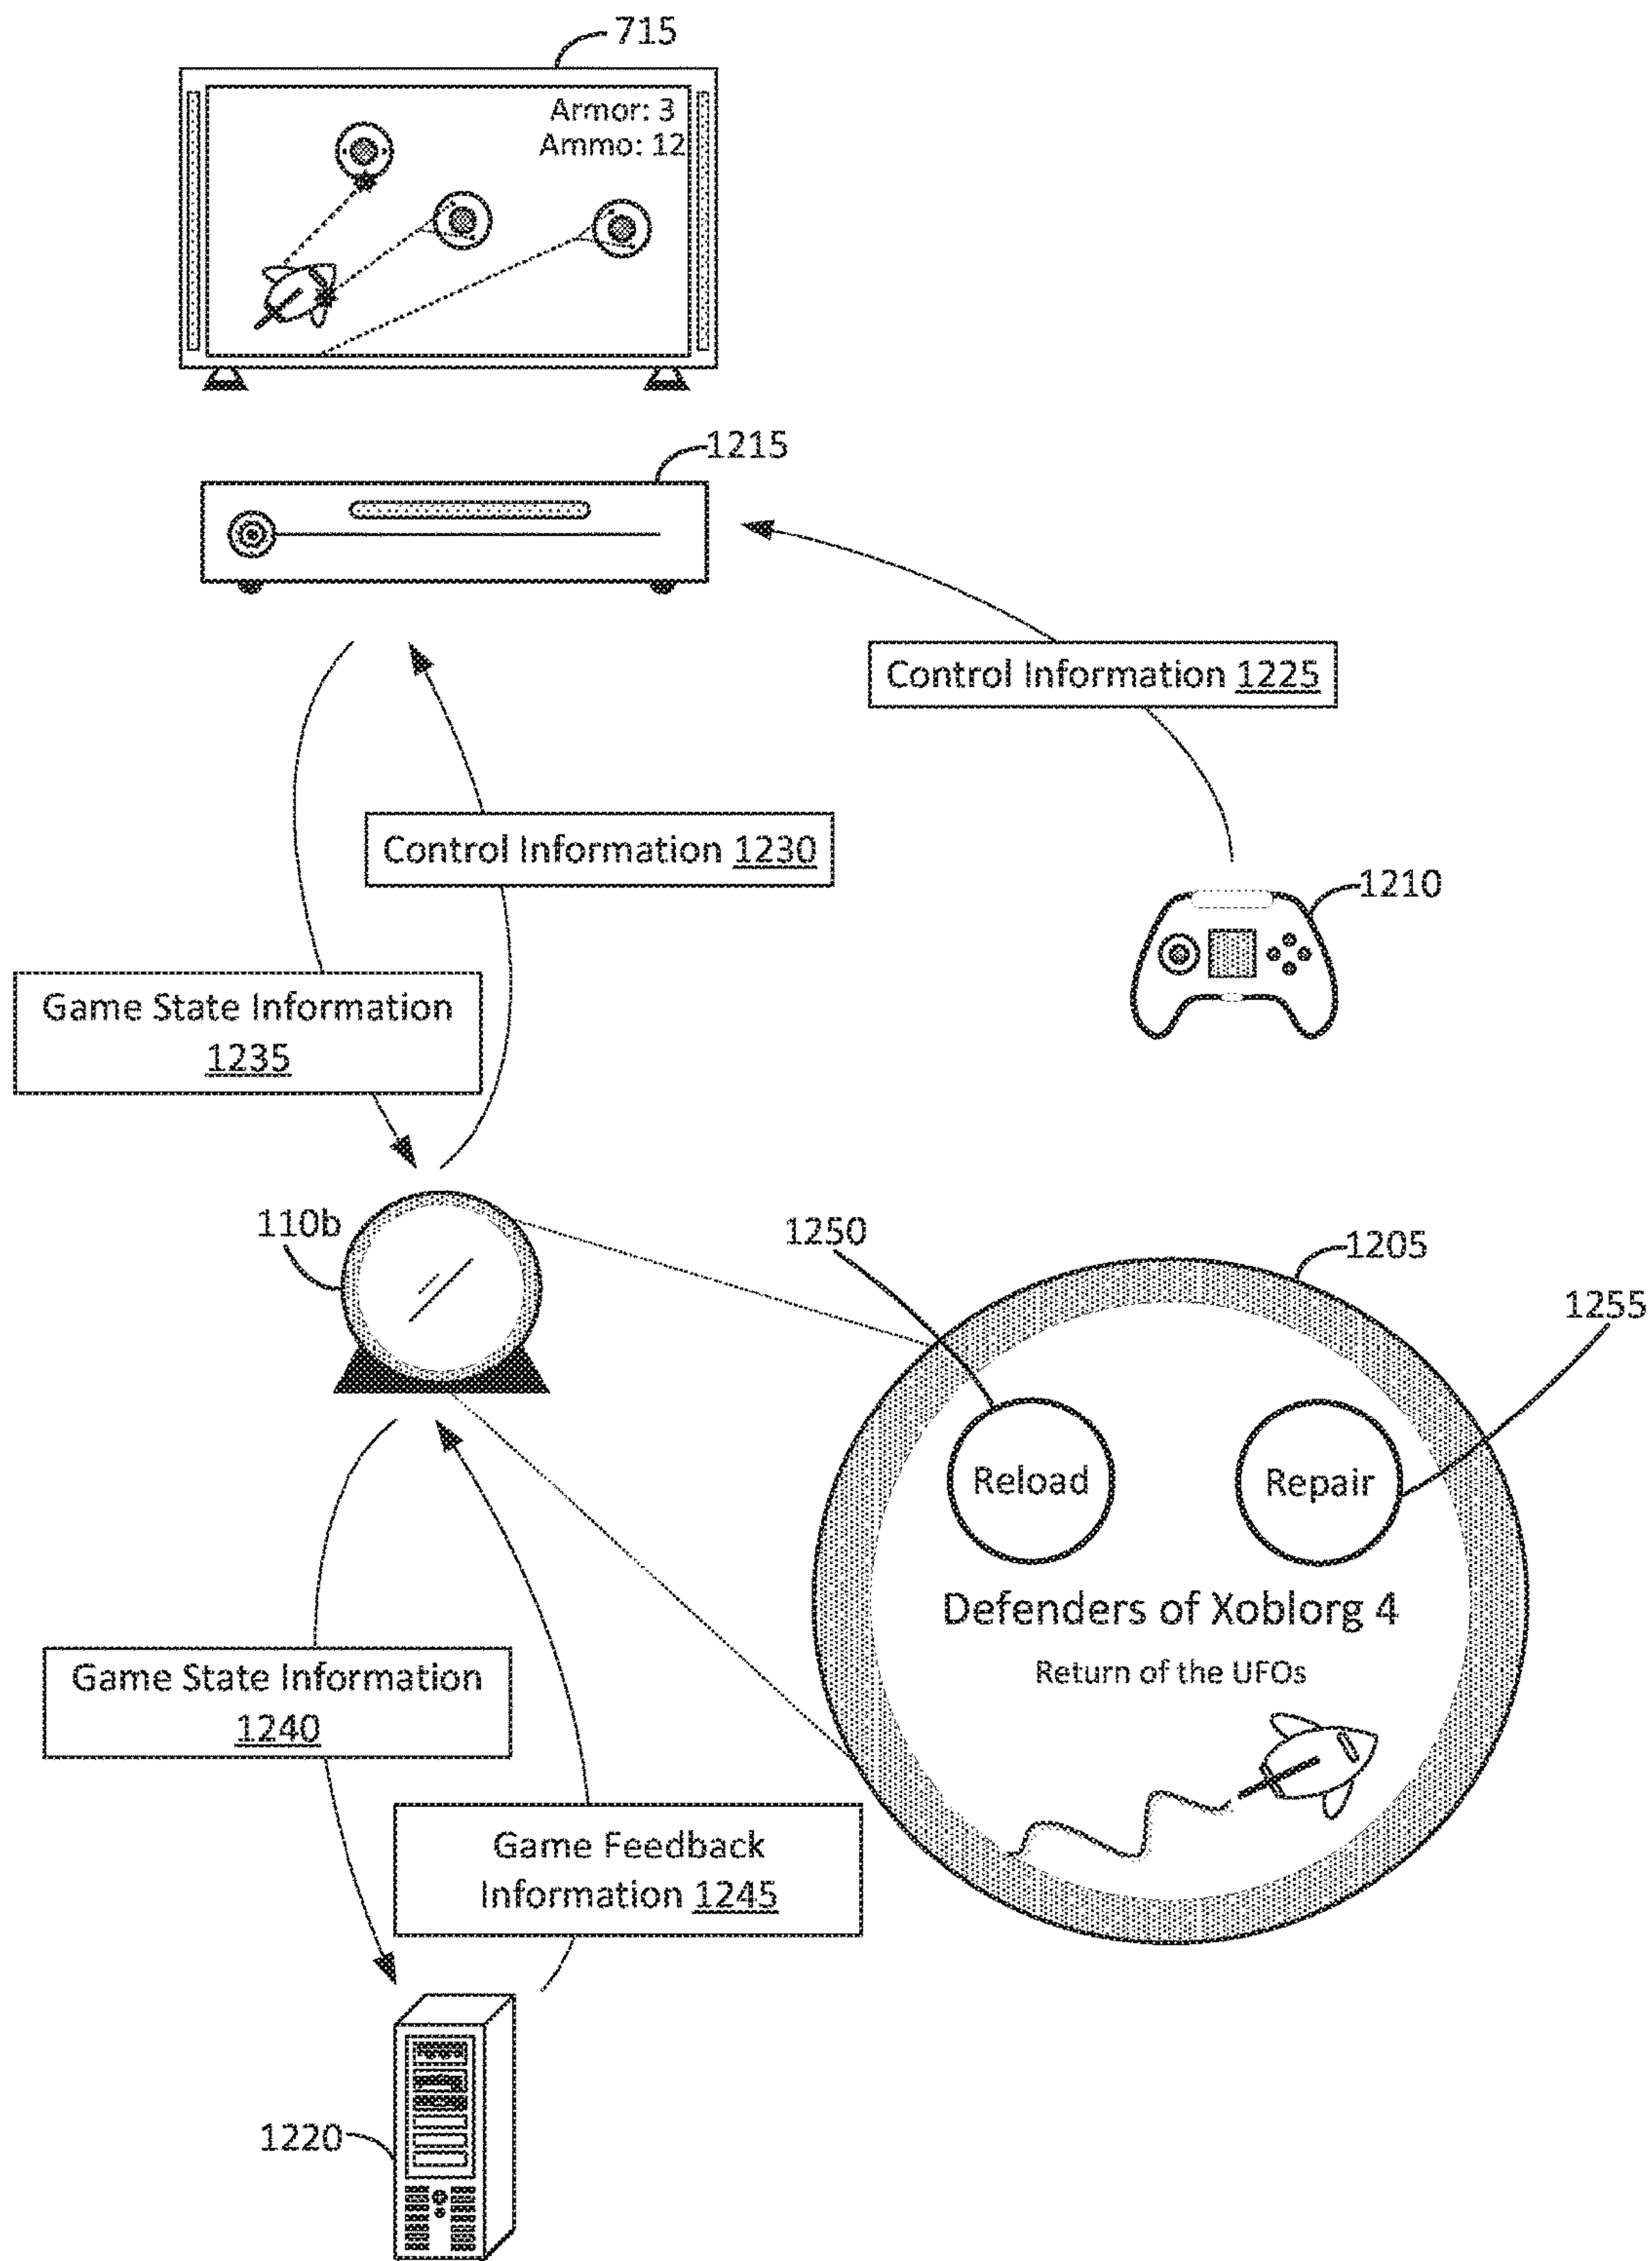 715
Armor: 3
Ammo: 12
1215
Control Information 1225
Control Information 1230
1210
Game State Information
1235
110b
1250
1205
1255
Reload
Repair
Defenders of Xoblorg 4
Return of the UFOs
Game State Information
1240
Game Feedback
Information 1245
1220